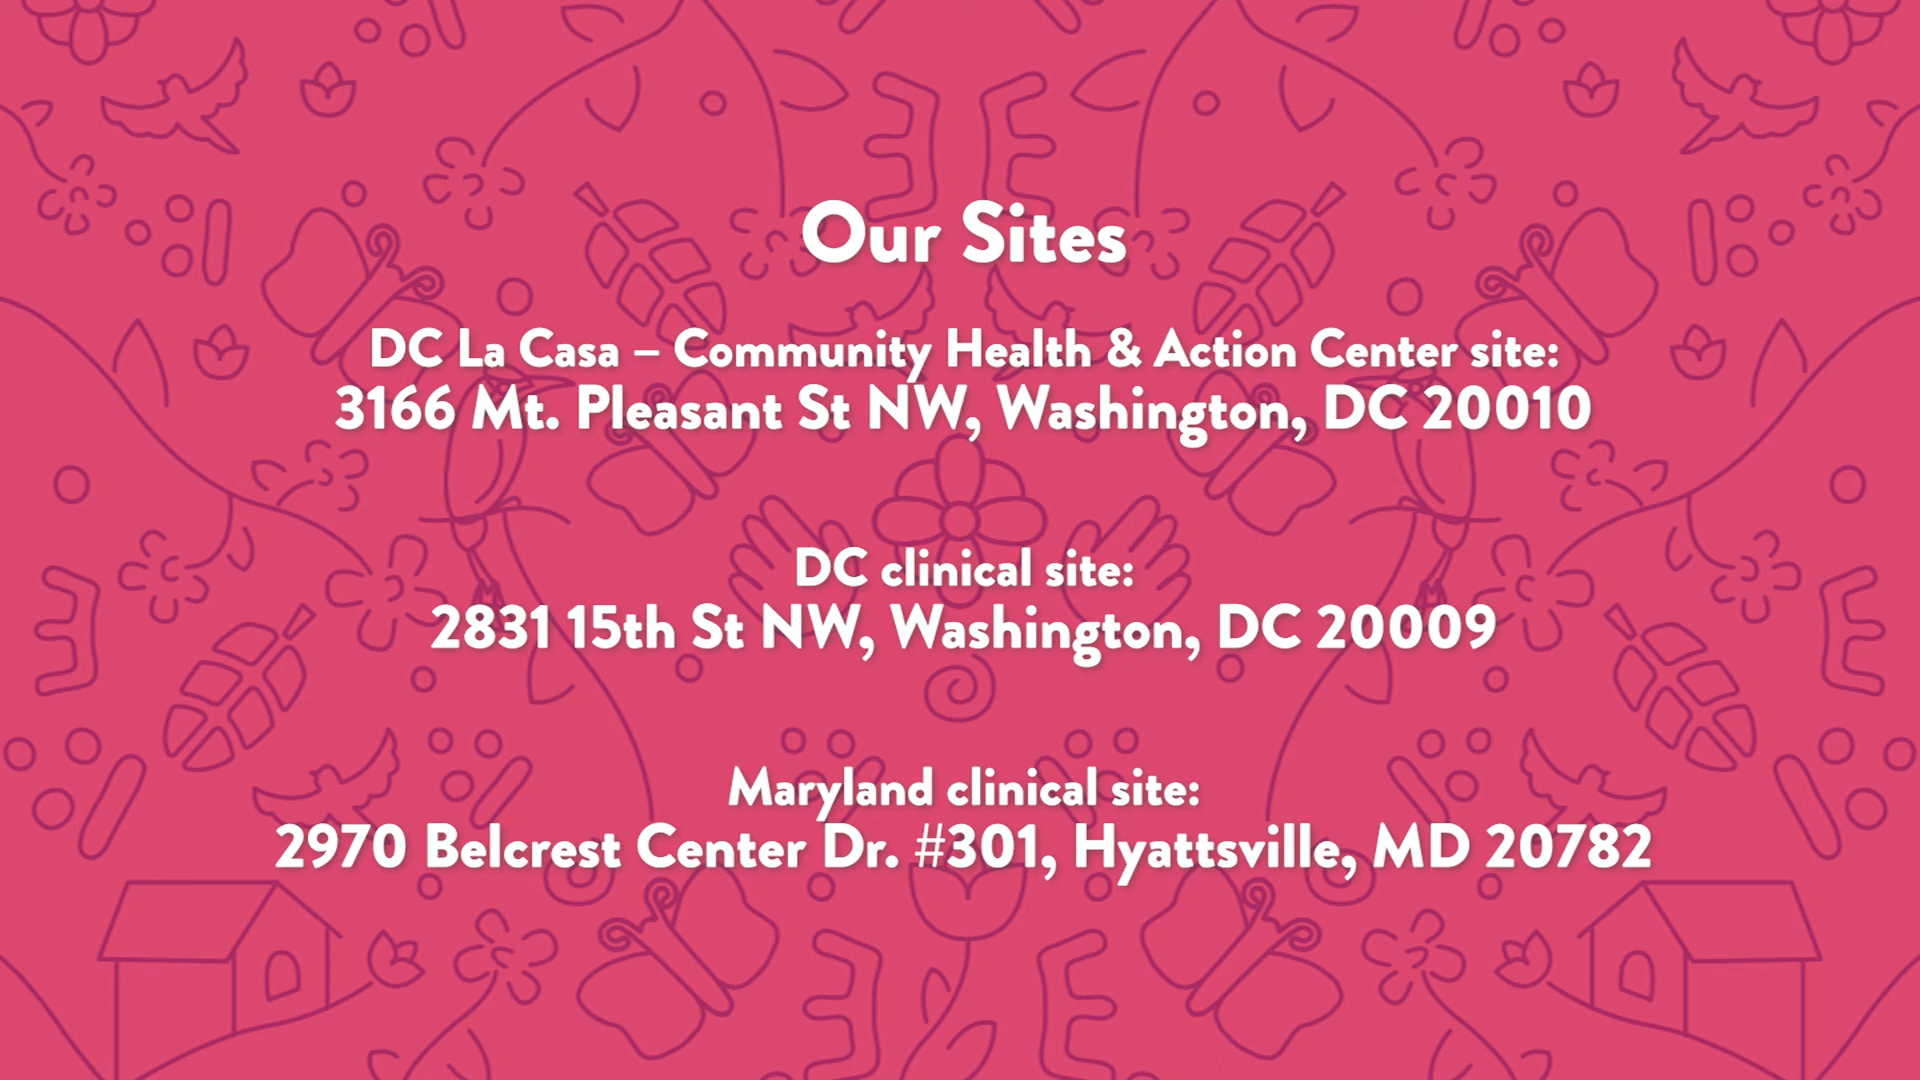 Our Sites
DC La Casa – Community Health & Action Center site:
3166 Mt. Pleasant St NW, Washington, DC 20010
DC clinical site:
2831 15th St NW, Washington, DC 20009
Maryland clinical site:
2970 Belcrest Center Dr. #301, Hyattsville, MD 20782